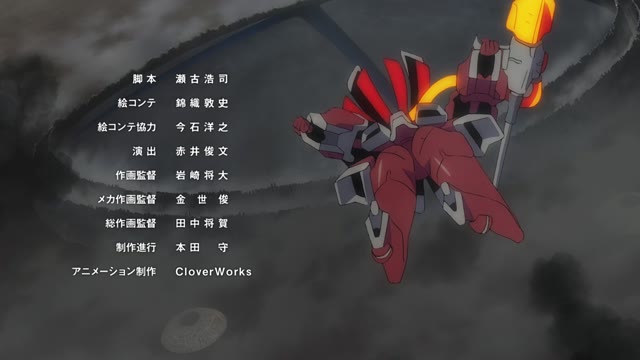 脚本 瀬古浩司
絵コンテ 錦織敦史
絵コンテ協力 今石洋之
演出 赤井俊文
作画監督 岩崎将大
メカ作画監督 金世俊
総作画監督 田中将賀
制作進行 本田守
アニメーション制作 CloverWorks